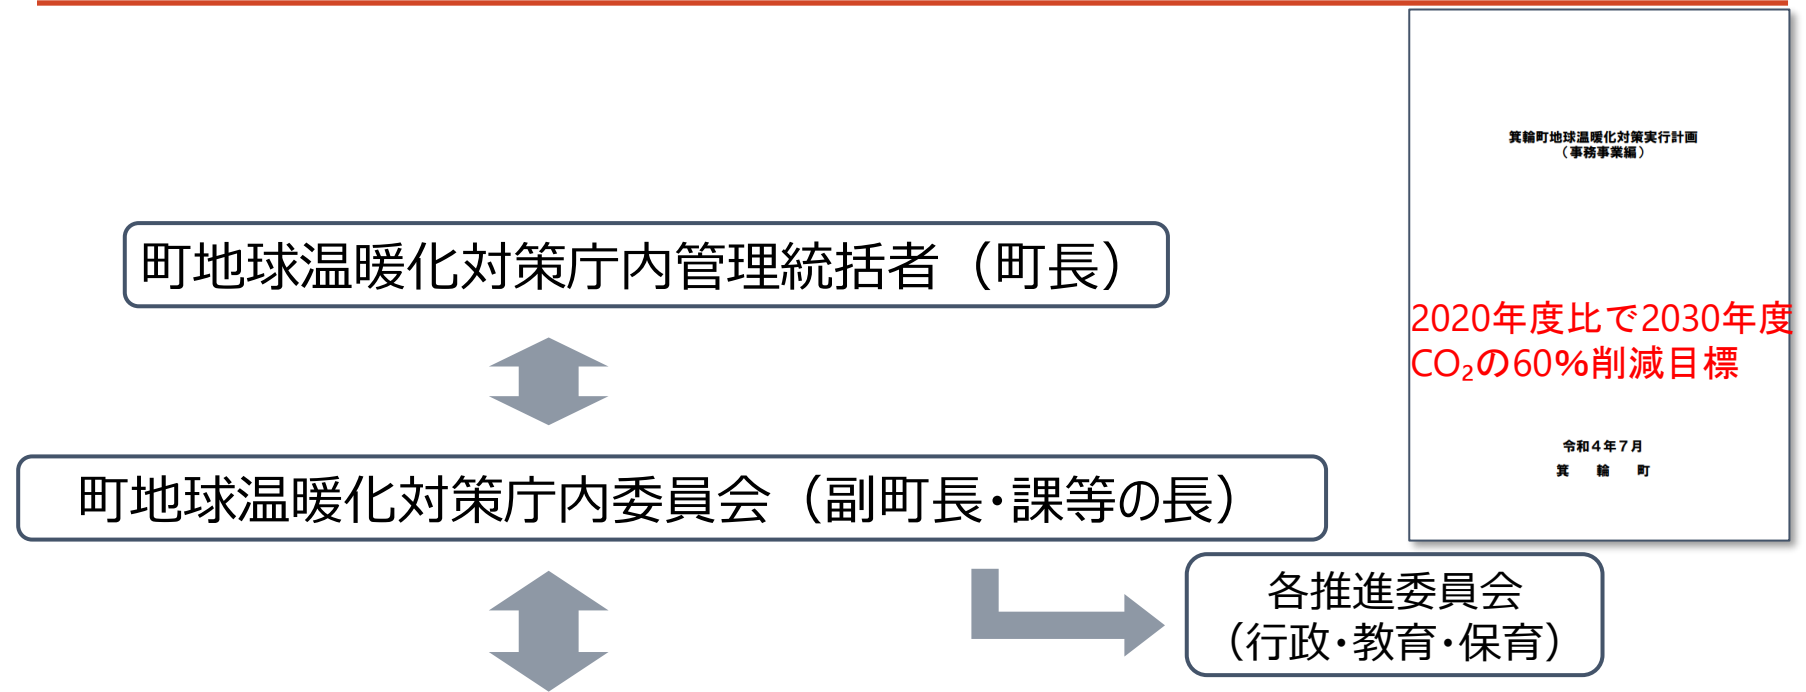 箕輪町地球温暖化対策実行計画
（事務事業編）
町地球温暖化対策庁内管理統括者（町長）
2020年度比で2030年度
CO₂の60%削減目標
令和４年７月
箕　輪　町
町地球温暖化対策庁内委員会（副町長・課等の長）
各推進委員会
（行政・教育・保育）